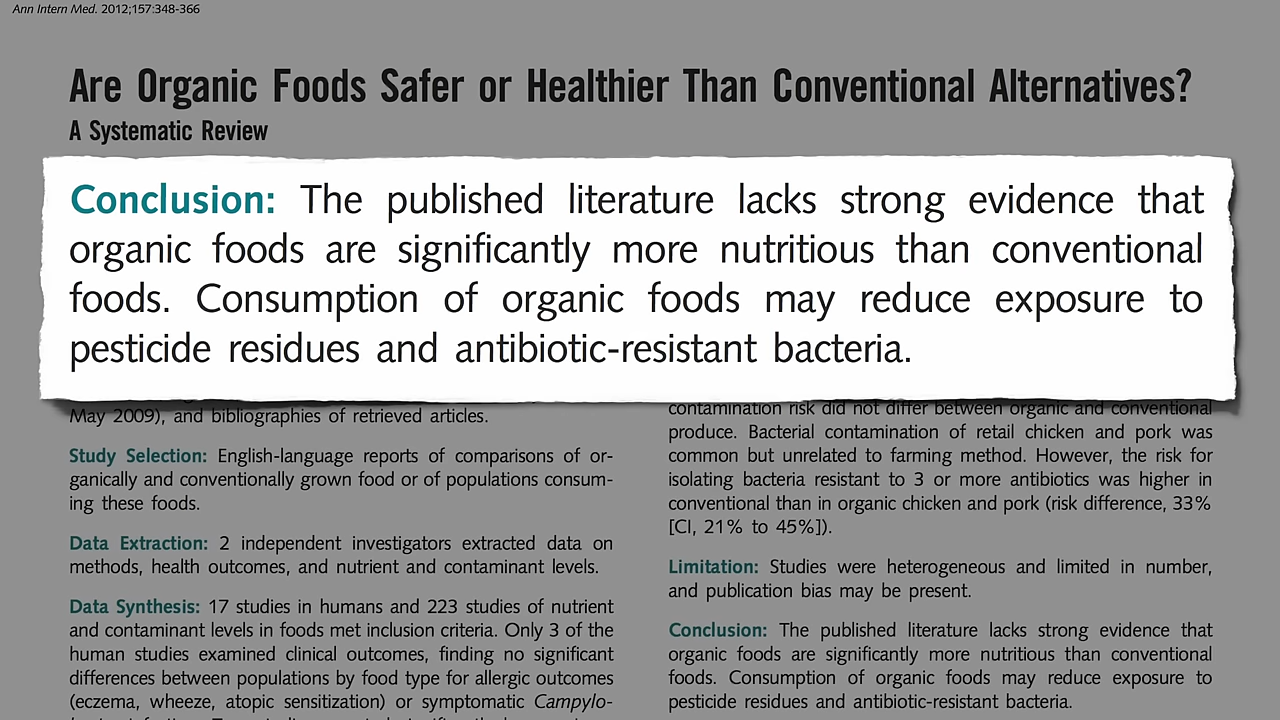 Ann Intern Med. 2012;157:348-366
Are Organic Foods Safer or Healthier Than Conventional Alternatives?
A Systematic Review
Conclusion: The published literature lacks strong evidence that
organic foods are significantly more nutritious than conventional
foods. Consumption of organic foods may reduce exposure to
pesticide residues and antibiotic-resistant bacteria.
May 2009), and bibliographies of retrieved articles.
Study Selection: English-language reports of comparisons of or-
ganically and conventionally grown food or of populations consum-
ing these foods.
Data Extraction: 2 independent investigators extracted data on
methods, health outcomes, and nutrient and contaminant levels.
Data Synthesis: 17 studies in humans and 223 studies of nutrient
and contaminant levels in foods met inclusion criteria. Only 3 of the
human studies examined clinical outcomes, finding no significant
differences between populations by food type for allergic outcomes
(eczema, wheeze, atopic sensitization) or symptomatic Campylo-
contamination risk did not differ between organic and conventional
produce. Bacterial contamination of retail chicken and pork was
common but unrelated to farming method. However, the risk for
isolating bacteria resistant to 3 or more antibiotics was higher in
conventional than in organic chicken and pork (risk difference, 33%
[CI, 21% to 45%]).
Limitation: Studies were heterogeneous and limited in number,
and publication bias may be present.
Conclusion: The published literature lacks strong evidence that
organic foods are significantly more nutritious than conventional
foods. Consumption of organic foods may reduce exposure to
pesticide residues and antibiotic-resistant bacteria.